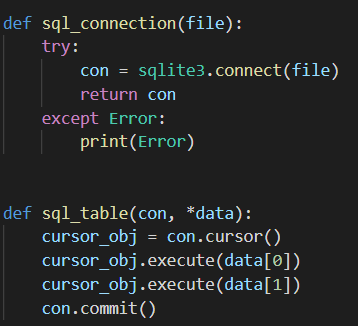 def sql_connection(file):
    try:
        con = sqlite3.connect(file)
        return con
    except Error:
        print(Error)
def sql_table(con, *data):
    cursor_obj = con.cursor()
    cursor_obj.execute(data[0])
    cursor_obj.execute(data[1])
    con.commit()